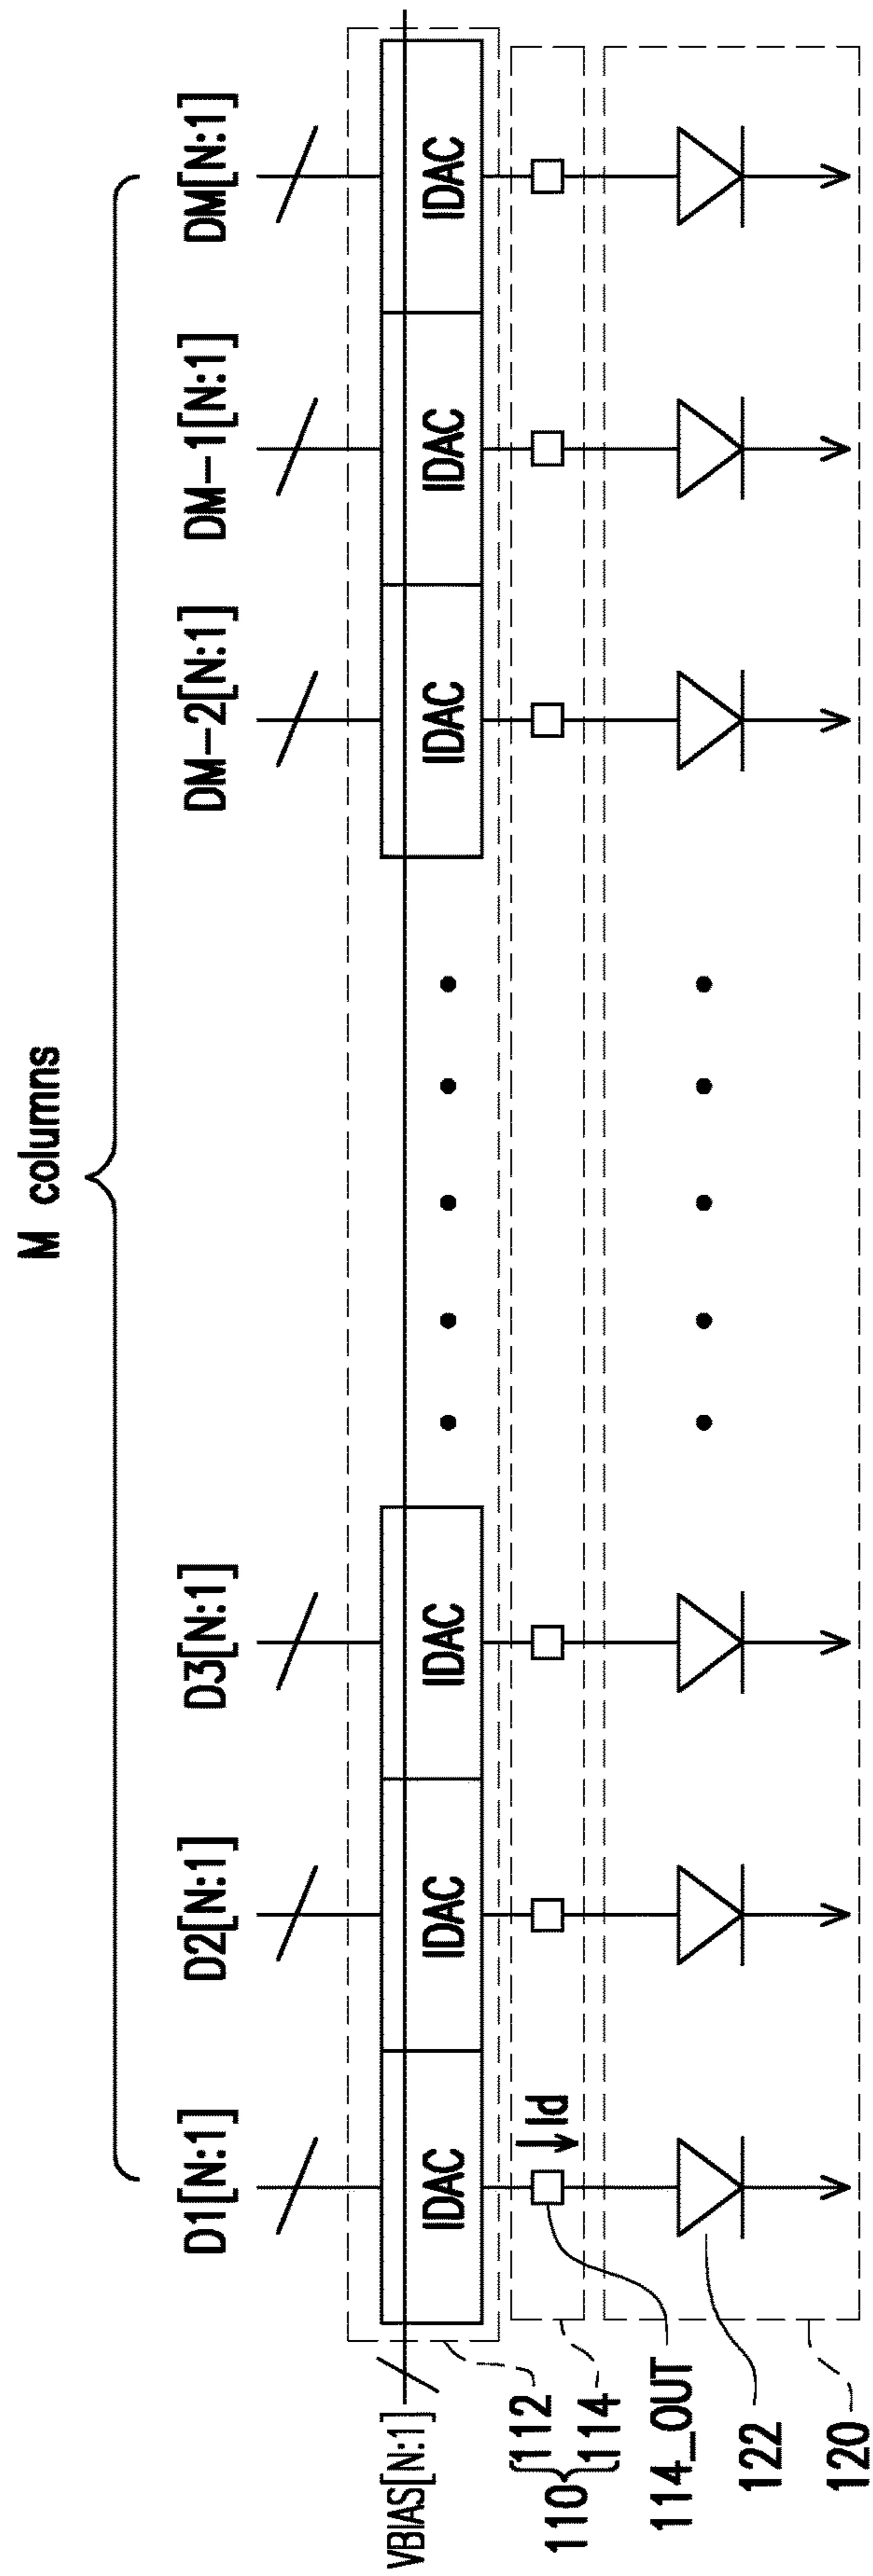 M columns
D1[N:1]
D2[N:1]
D3[N:1]
DM-2[N:1]
DM-1[N:1]
DM[N:1]
VBIAS[N:1]
IDAC
IDAC
IDAC
IDAC
IDAC
IDAC
Id
110
112
114
114_OUT
122
120